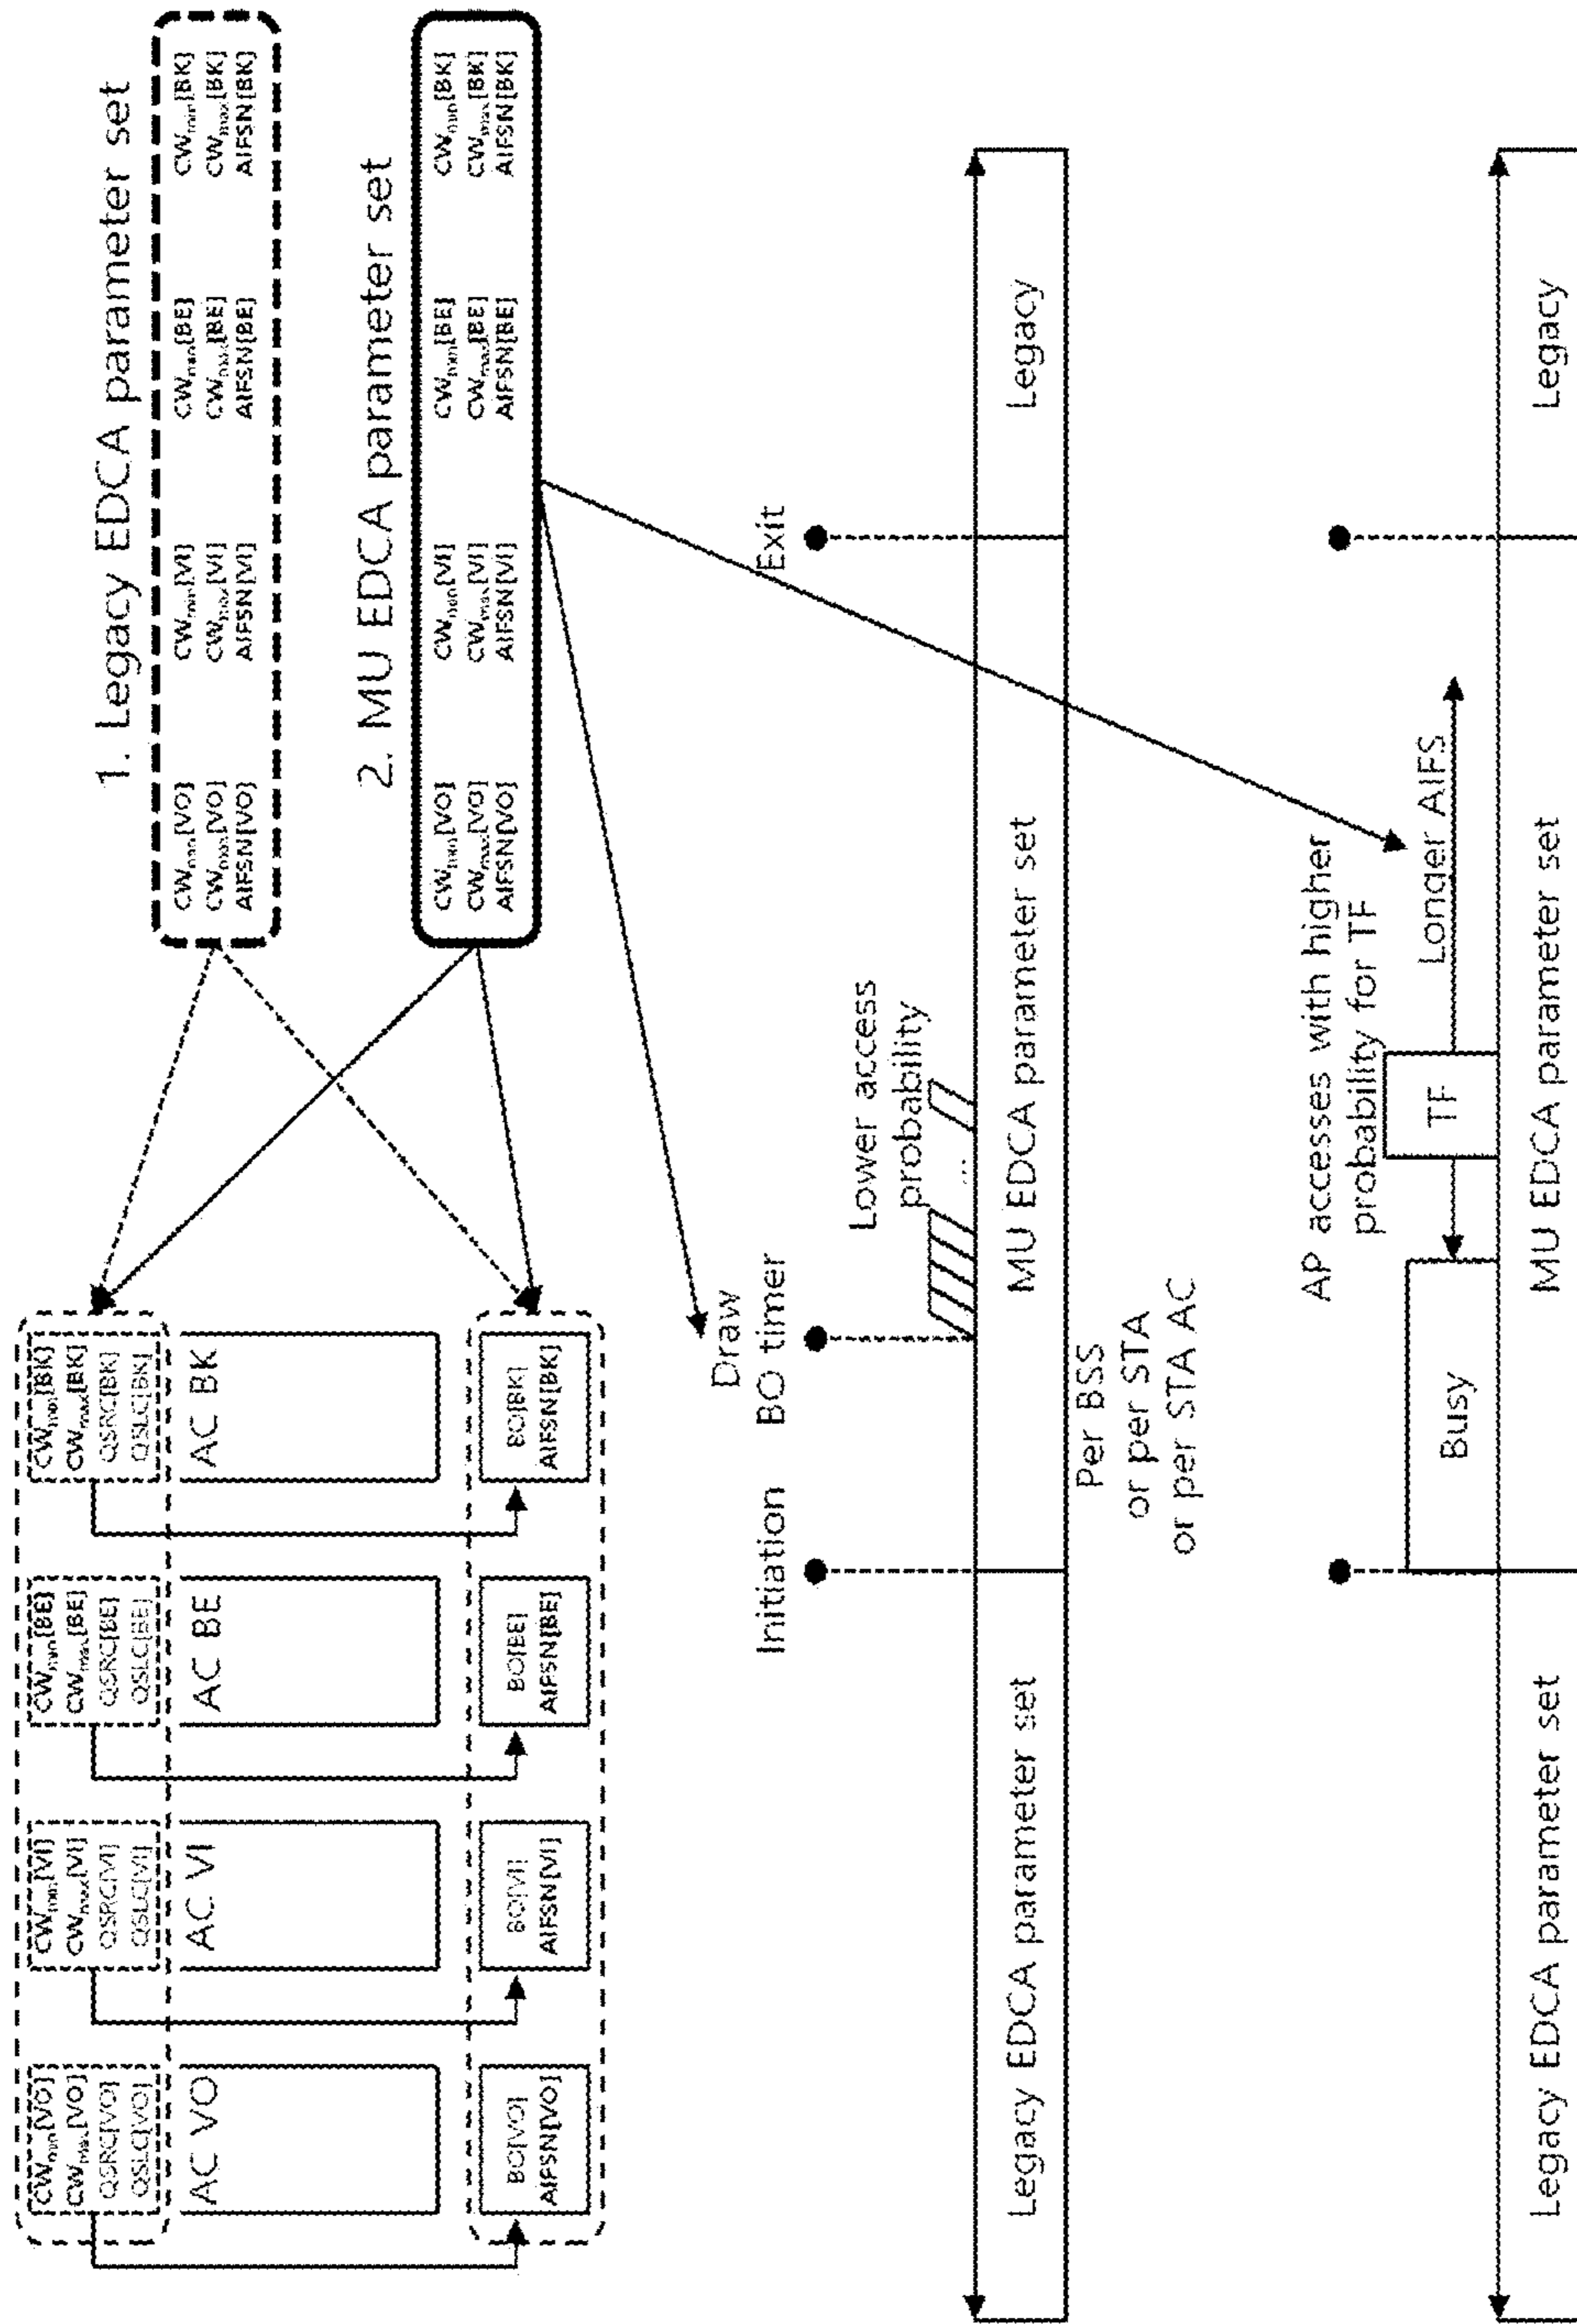 CWmin[VO]
CWmax[VO]
QSRC[VO]
QSLC[VO]
AC VO
BO[VO]
AIFSN[VO]
CWmin[VI]
CWmax[VI]
QSRC[VI]
QSLC[VI]
AC VI
BO[VI]
AIFSN[VI]
CWmin[BE]
CWmax[BE]
QSRC[BE]
QSLC[BE]
AC BE
BO[BE]
AIFSN[BE]
CWmin[BK]
CWmax[BK]
QSRC[BK]
QSLC[BK]
AC BK
BO[BK]
AIFSN[BK]
1. Legacy EDCA parameter set
CWmin[VO]
CWmax[VO]
AIFSN[VO]
CWmin[VI]
CWmax[VI]
AIFSN[VI]
CWmin[BE]
CWmax[BE]
AIFSN[BE]
CWmin[BK]
CWmax[BK]
AIFSN[BK]
2. MU EDCA parameter set
CWmin[VO]
CWmax[VO]
AIFSN[VO]
CWmin[VI]
CWmax[VI]
AIFSN[VI]
CWmin[BE]
CWmax[BE]
AIFSN[BE]
CWmin[BK]
CWmax[BK]
AIFSN[BK]
Initiation
Draw
BO timer
Exit
Lower access
probability
...
Legacy EDCA parameter set
MU EDCA parameter set
Legacy
Per BSS
or per STA
or per STA AC
AP accesses with higher
probability for TF
Busy
TF
Longer AIFS
Legacy EDCA parameter set
MU EDCA parameter set
Legacy